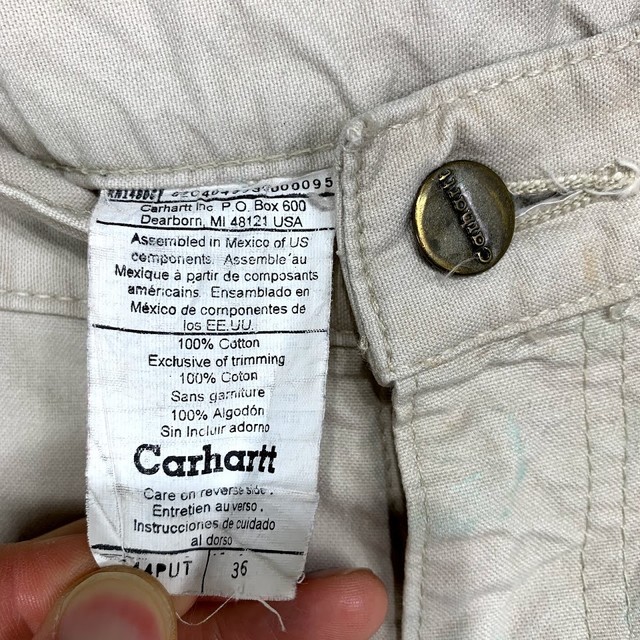 RN14806
Carhartt Inc. P.O. Box 600
Dearborn, MI 48121 USA
Assembled in Mexico of US
components. Assemble'au
Mexique à partir de composants
américains. Ensamblado en
México de componentes de
los EE.UU.
100% Cotton
Exclusive of trimming
100% Coton
Sans garniture
100% Algodón
Sin Incluir adorno
Carhartt
Care on reverse side.
Entretien au verso.
Instrucciones de cuidado
al dorso
36
Carhartt